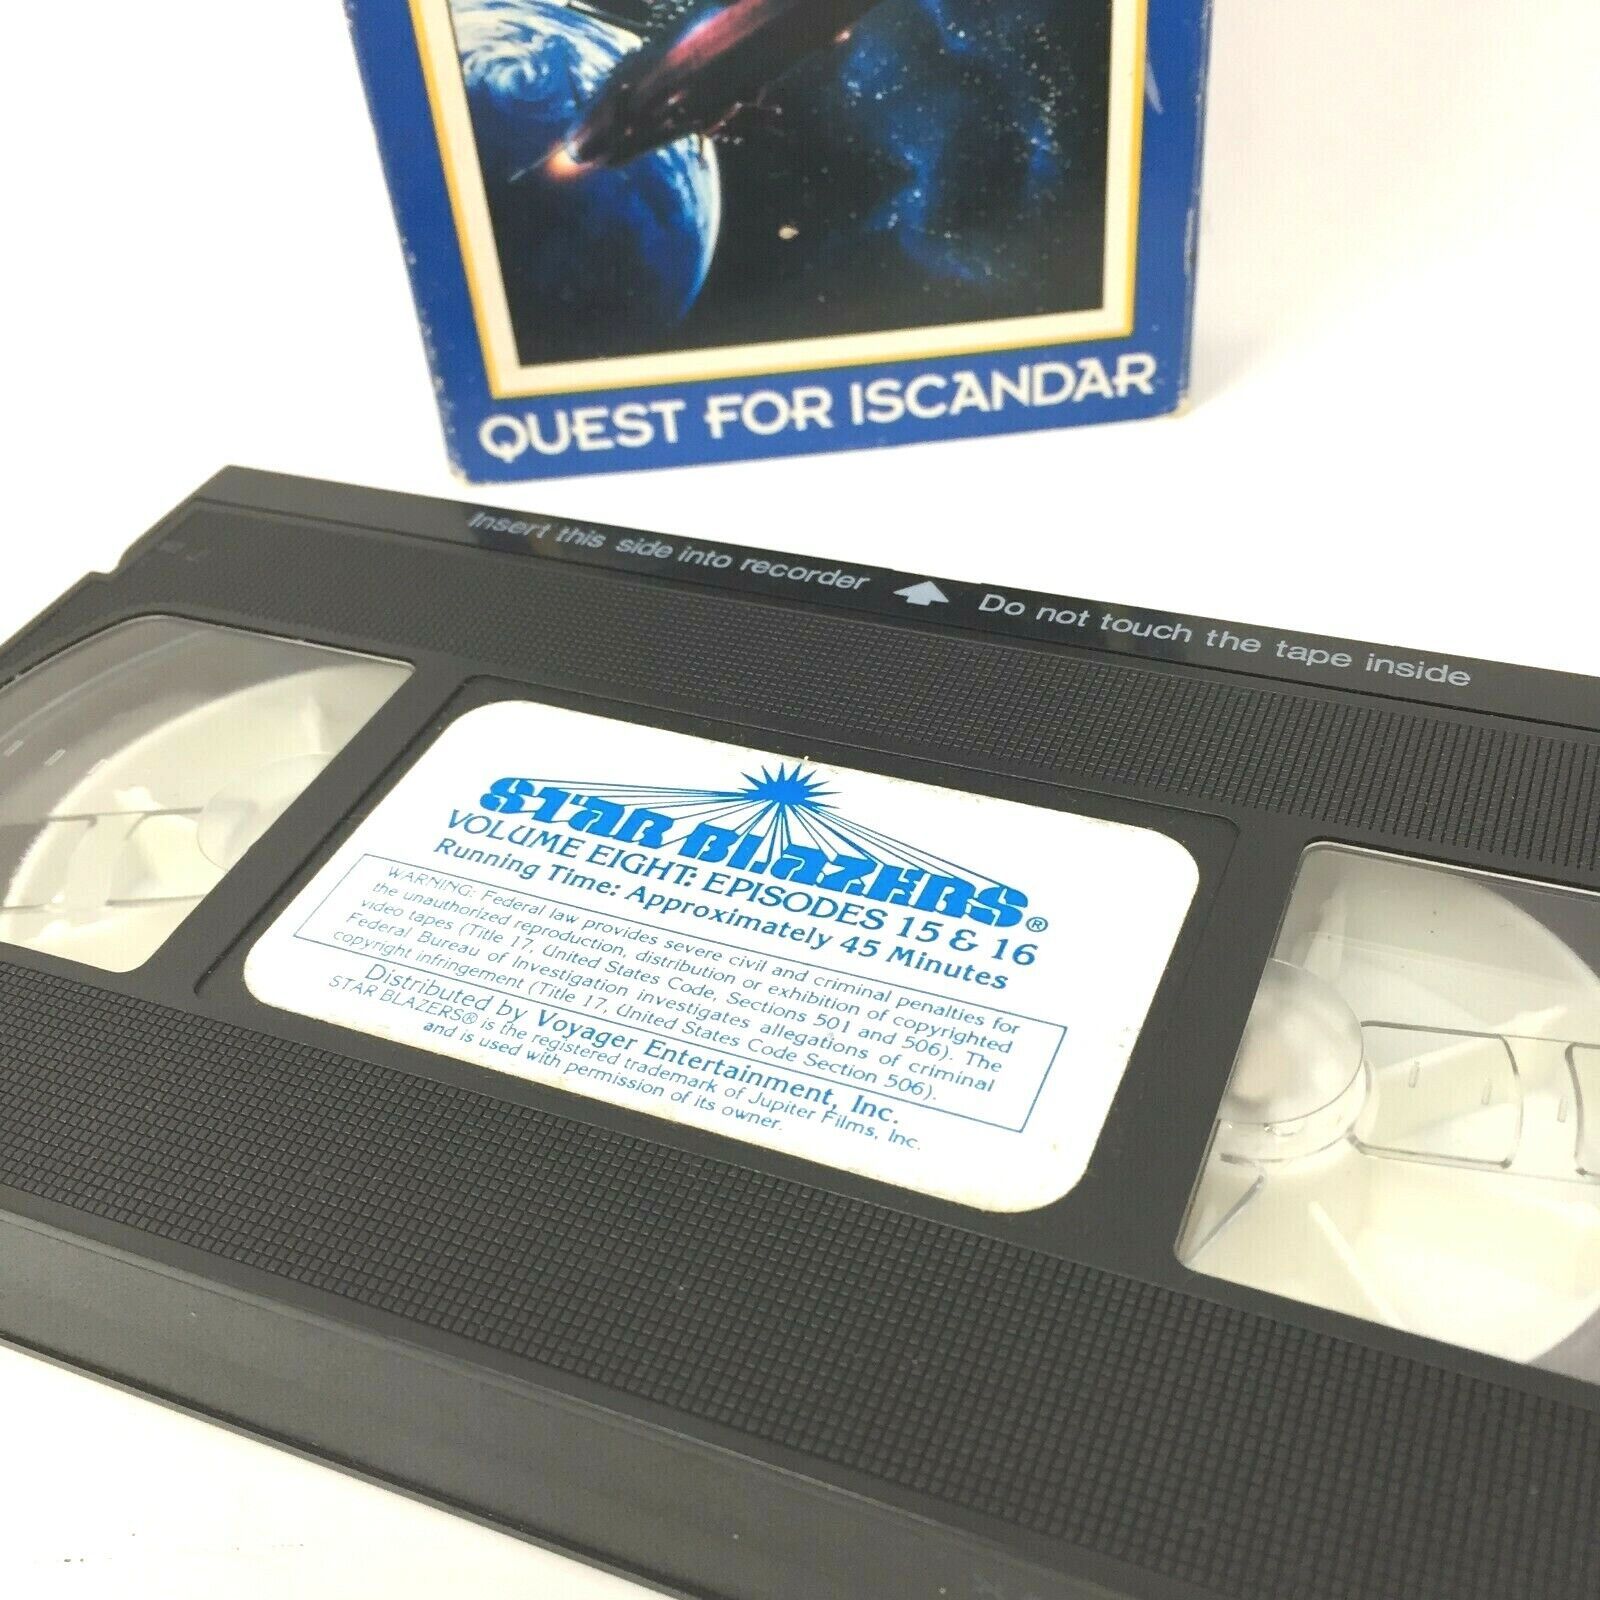 QUEST FOR ISCANDAR
Insert this side into recorder Do not touch the tape inside
STAR BLAZERS®
VOLUME EIGHT: EPISODES 15 & 16
Running Time: Approximately 45 Minutes
WARNING: Federal law provides severe civil and criminal penalties for
the unauthorized reproduction, distribution or exhibition of copyrighted
video tapes (Title 17, United States Code, Sections 501 and 506). The
Federal Bureau of Investigation investigates allegations of criminal
copyright infringement (Title 17, United States Code Section 506).
Distributed by Voyager Entertainment, Inc.
STAR BLAZERS® is the registered trademark of Jupiter Films, Inc.
and is used with permission of its owner.